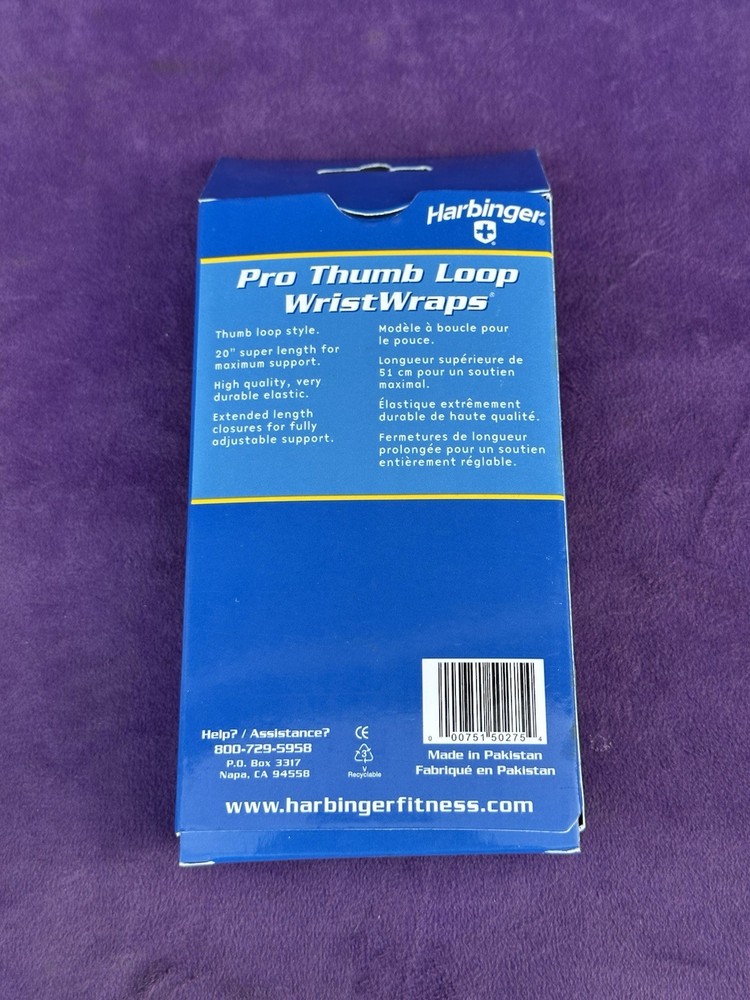 Harbinger®
Pro Thumb Loop
WristWraps®
Thumb loop style.
20" super length for
maximum support.
High quality, very
durable elastic.
Extended length
closures for fully
adjustable support.
Modèle à boucle pour
le pouce.
Longueur supérieure de
51 cm pour un soutien
maximal.
Élastique extrêmement
durable de haute qualité.
Fermetures de longueur
prolongée pour un soutien
entièrement réglable.
Help? / Assistance?
800-729-5958
P.O. Box 3317
Napa, CA 94558
CE
3
V
Recyclable
0 00751 50275 4
Made in Pakistan
Fabriqué en Pakistan
www.harbingerfitness.com